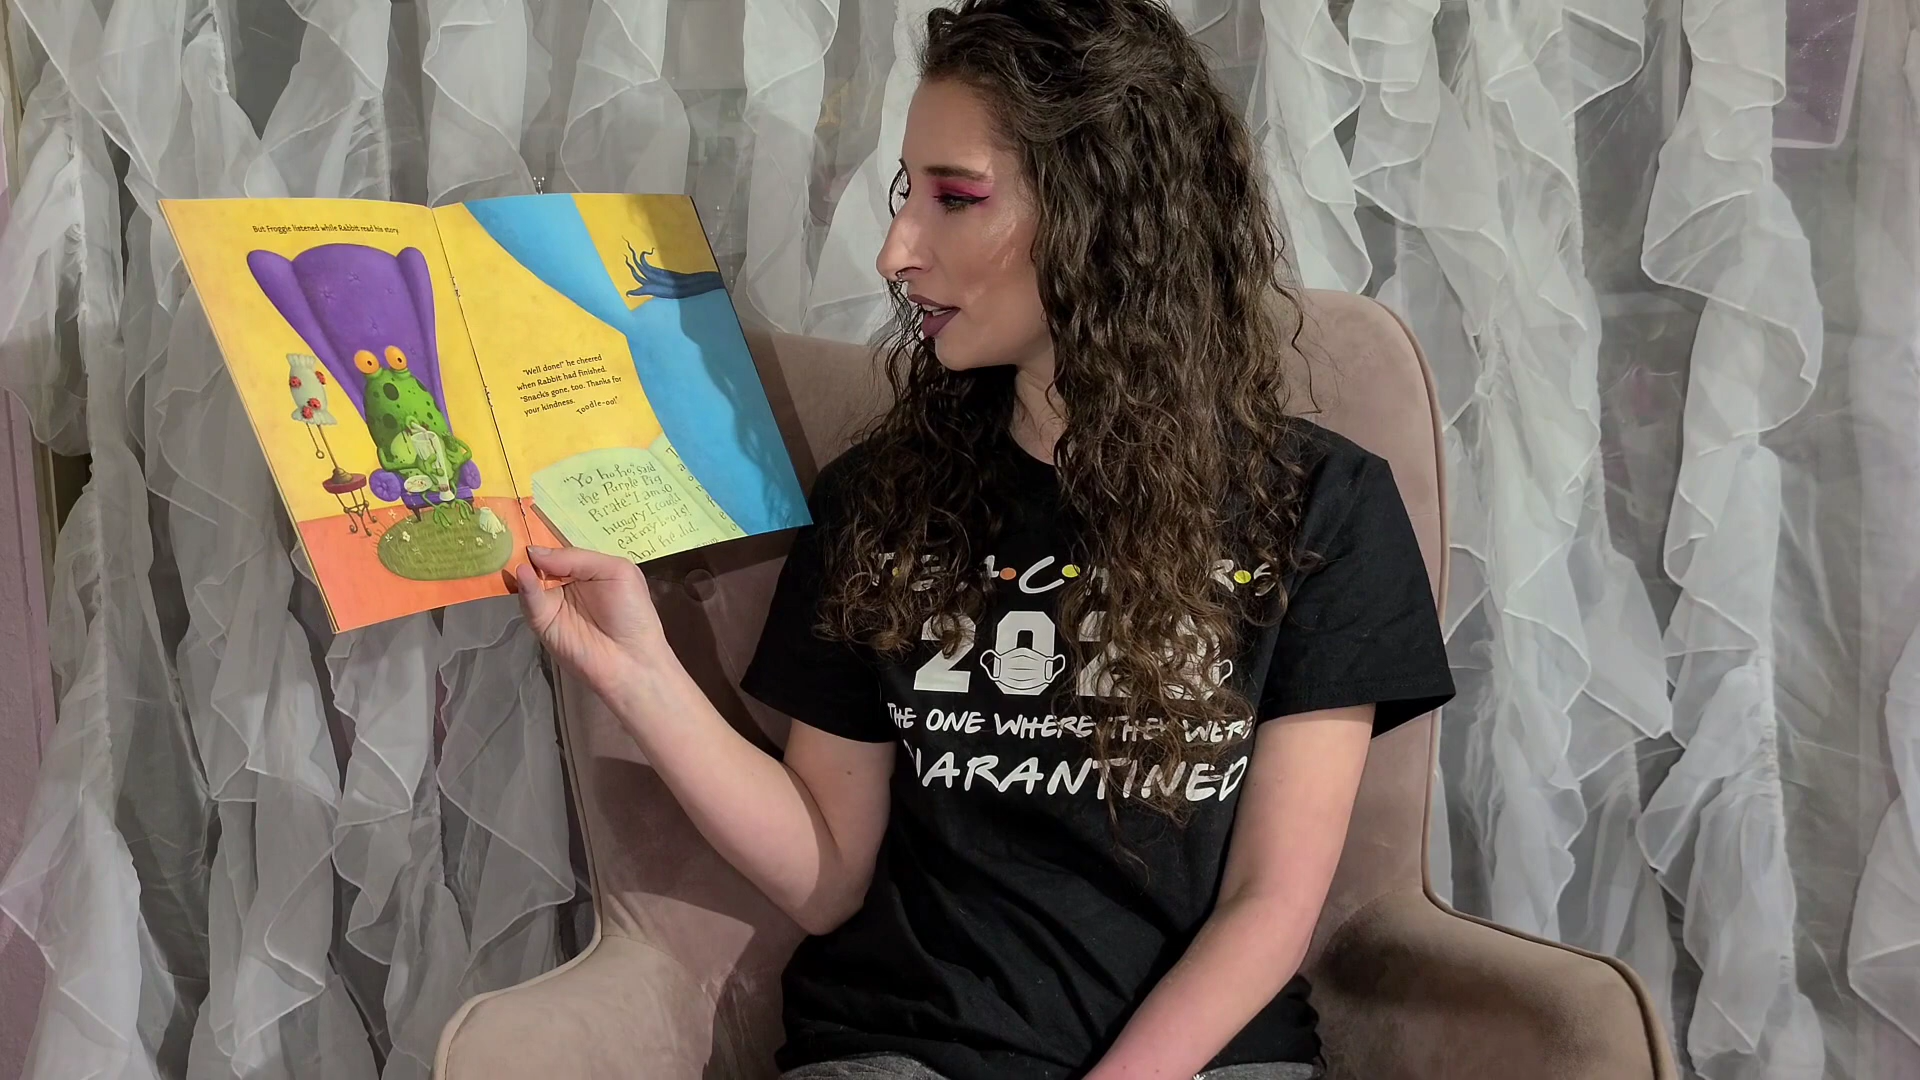 But Froggie listened while Rabbit read his story.
"Well done!" he cheered
when Rabbit had finished.
"Snack's gone, too. Thanks for
your kindness.
Toodle-oo!"
"Yo ho ho," said
the Purple Pig
Pirate. "I am so
hungry I could
eat my boots!"
And he did.
2020
THE ONE WHERE THEY WERE